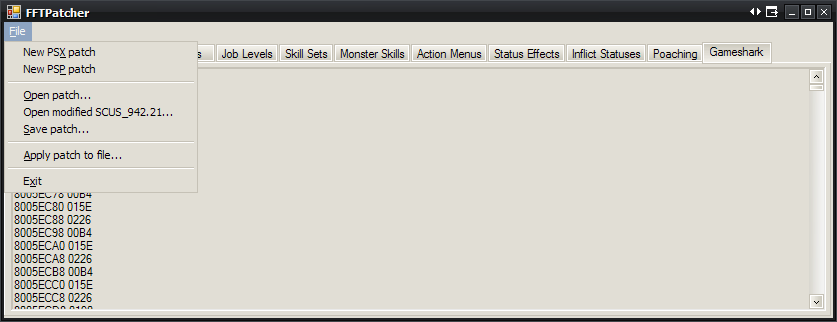 FFTPatcher
File
Job Levels Skill Sets Monster Skills Action Menus Status Effects Inflict Statuses Poaching Gameshark
New PSX patch
New PSP patch
Open patch...
Open modified SCUS_942.21...
Save patch...
Apply patch to file...
Exit
8005EC78 00B4
8005EC80 015E
8005EC88 0226
8005EC98 00B4
8005ECA0 015E
8005ECA8 0226
8005ECB8 00B4
8005ECC0 015E
8005ECC8 0226